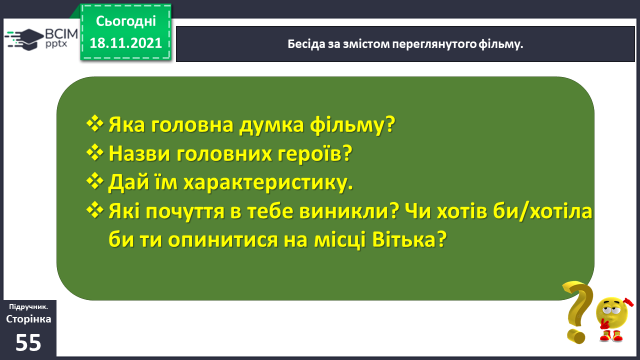 Сьогодні
18.11.2021
BCIM
pptx
Бесіда за змістом переглянутого фільму.
❖ Яка головна думка фільму?
❖ Назви головних героїв?
❖ Дай їм характеристику.
❖ Які почуття в тебе виникли? Чи хотів би/хотіла
би ти опинитися на місці Вітька?
Підручник.
Сторінка
55